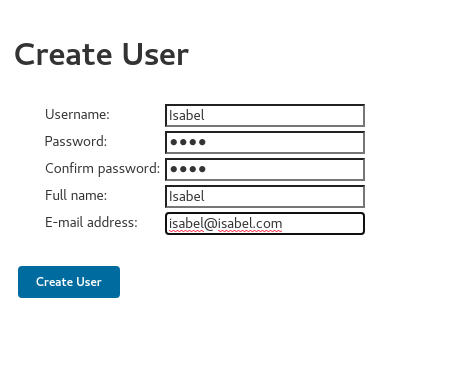 Create User
Username: Isabel
Password: ●●●●
Confirm password: ●●●●
Full name: Isabel
E-mail address: isabel@isabel.com
Create User